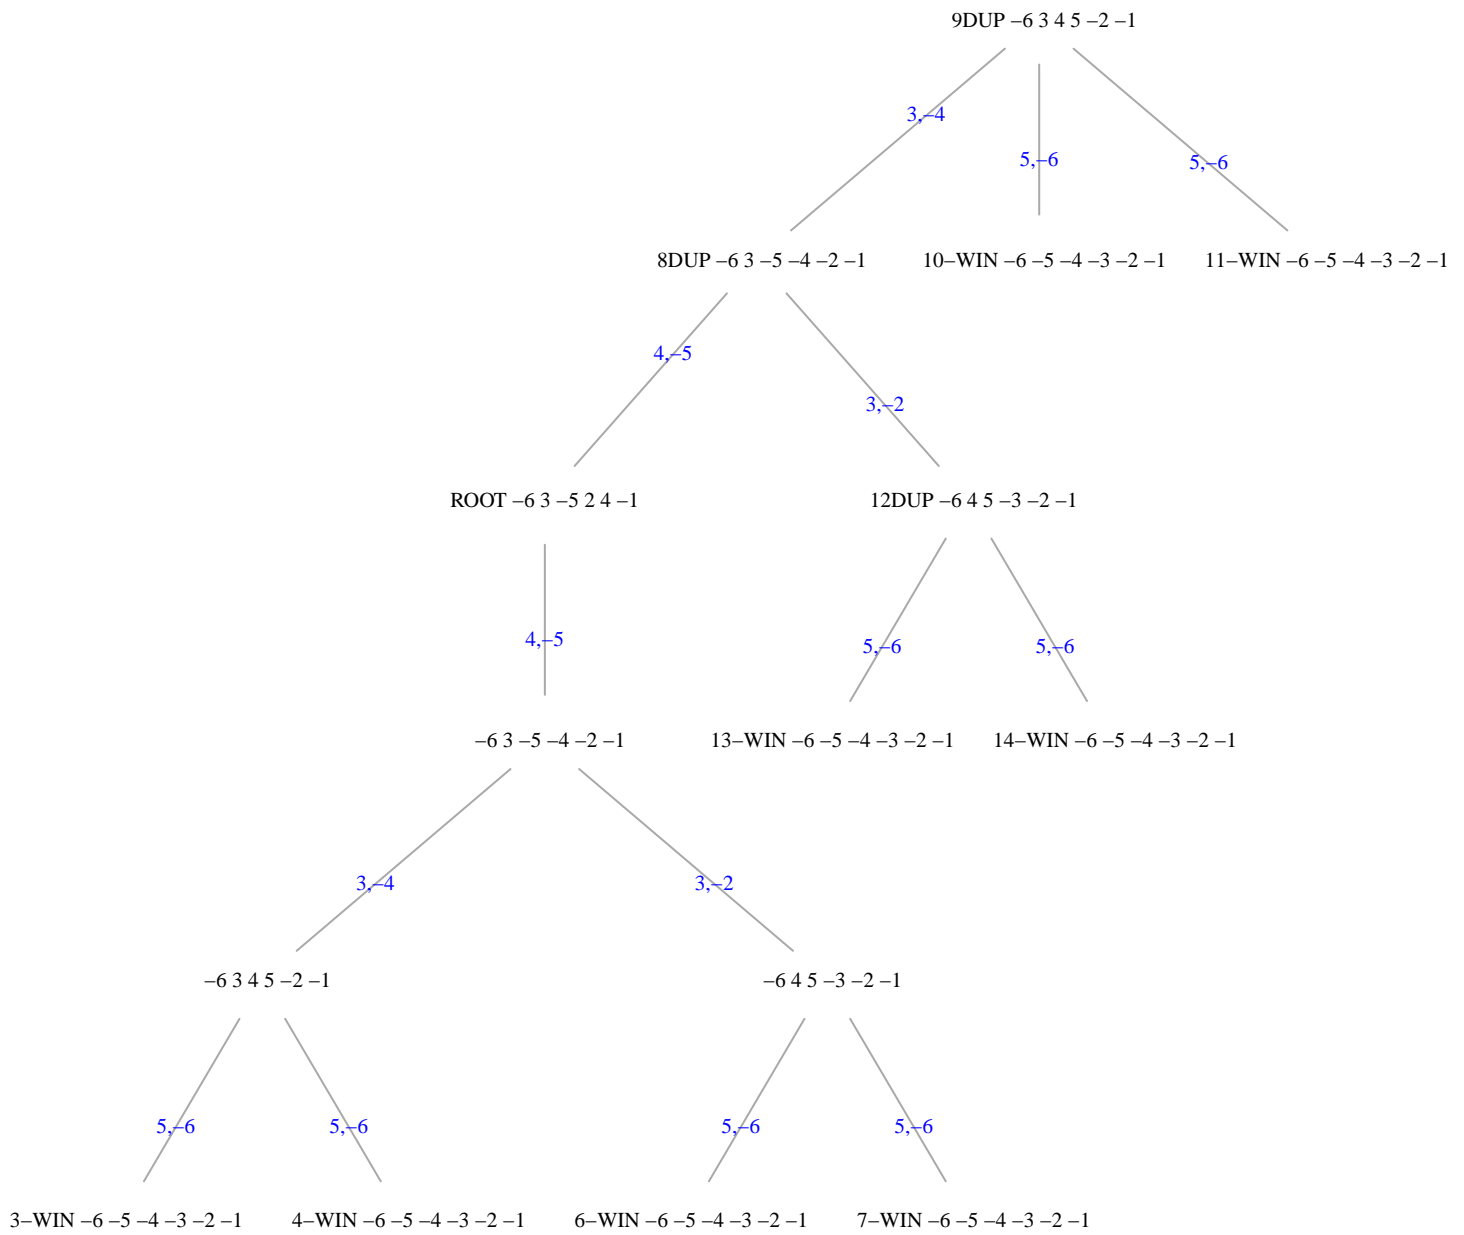 9DUP –6 3 4 5 –2 –1
3,–4
5,–6
5,–6
8DUP –6 3 –5 –4 –2 –1
10–WIN –6 –5 –4 –3 –2 –1
11–WIN –6 –5 –4 –3 –2 –1
4,–5
3,–2
ROOT –6 3 –5 2 4 –1
12DUP –6 4 5 –3 –2 –1
4,–5
5,–6
5,–6
–6 3 –5 –4 –2 –1
13–WIN –6 –5 –4 –3 –2 –1
14–WIN –6 –5 –4 –3 –2 –1
3,–4
3,–2
–6 3 4 5 –2 –1
–6 4 5 –3 –2 –1
5,–6
5,–6
5,–6
5,–6
3–WIN –6 –5 –4 –3 –2 –1
4–WIN –6 –5 –4 –3 –2 –1
6–WIN –6 –5 –4 –3 –2 –1
7–WIN –6 –5 –4 –3 –2 –1